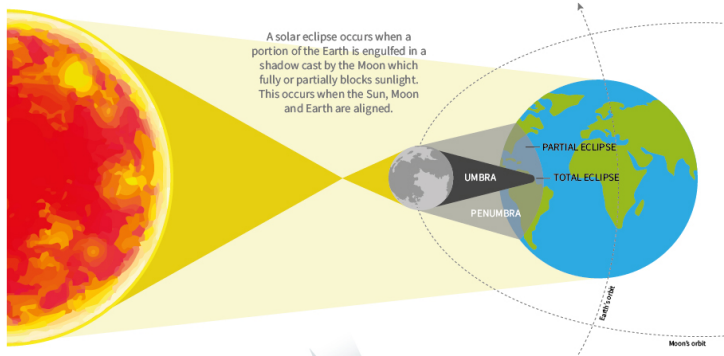 A solar eclipse occurs when a
portion of the Earth is engulfed in a
shadow cast by the Moon which
fully or partially blocks sunlight.
This occurs when the Sun, Moon
and Earth are aligned.
PARTIAL ECLIPSE
UMBRA
TOTAL ECLIPSE
PENUMBRA
Earth's orbit
Moon's orbit